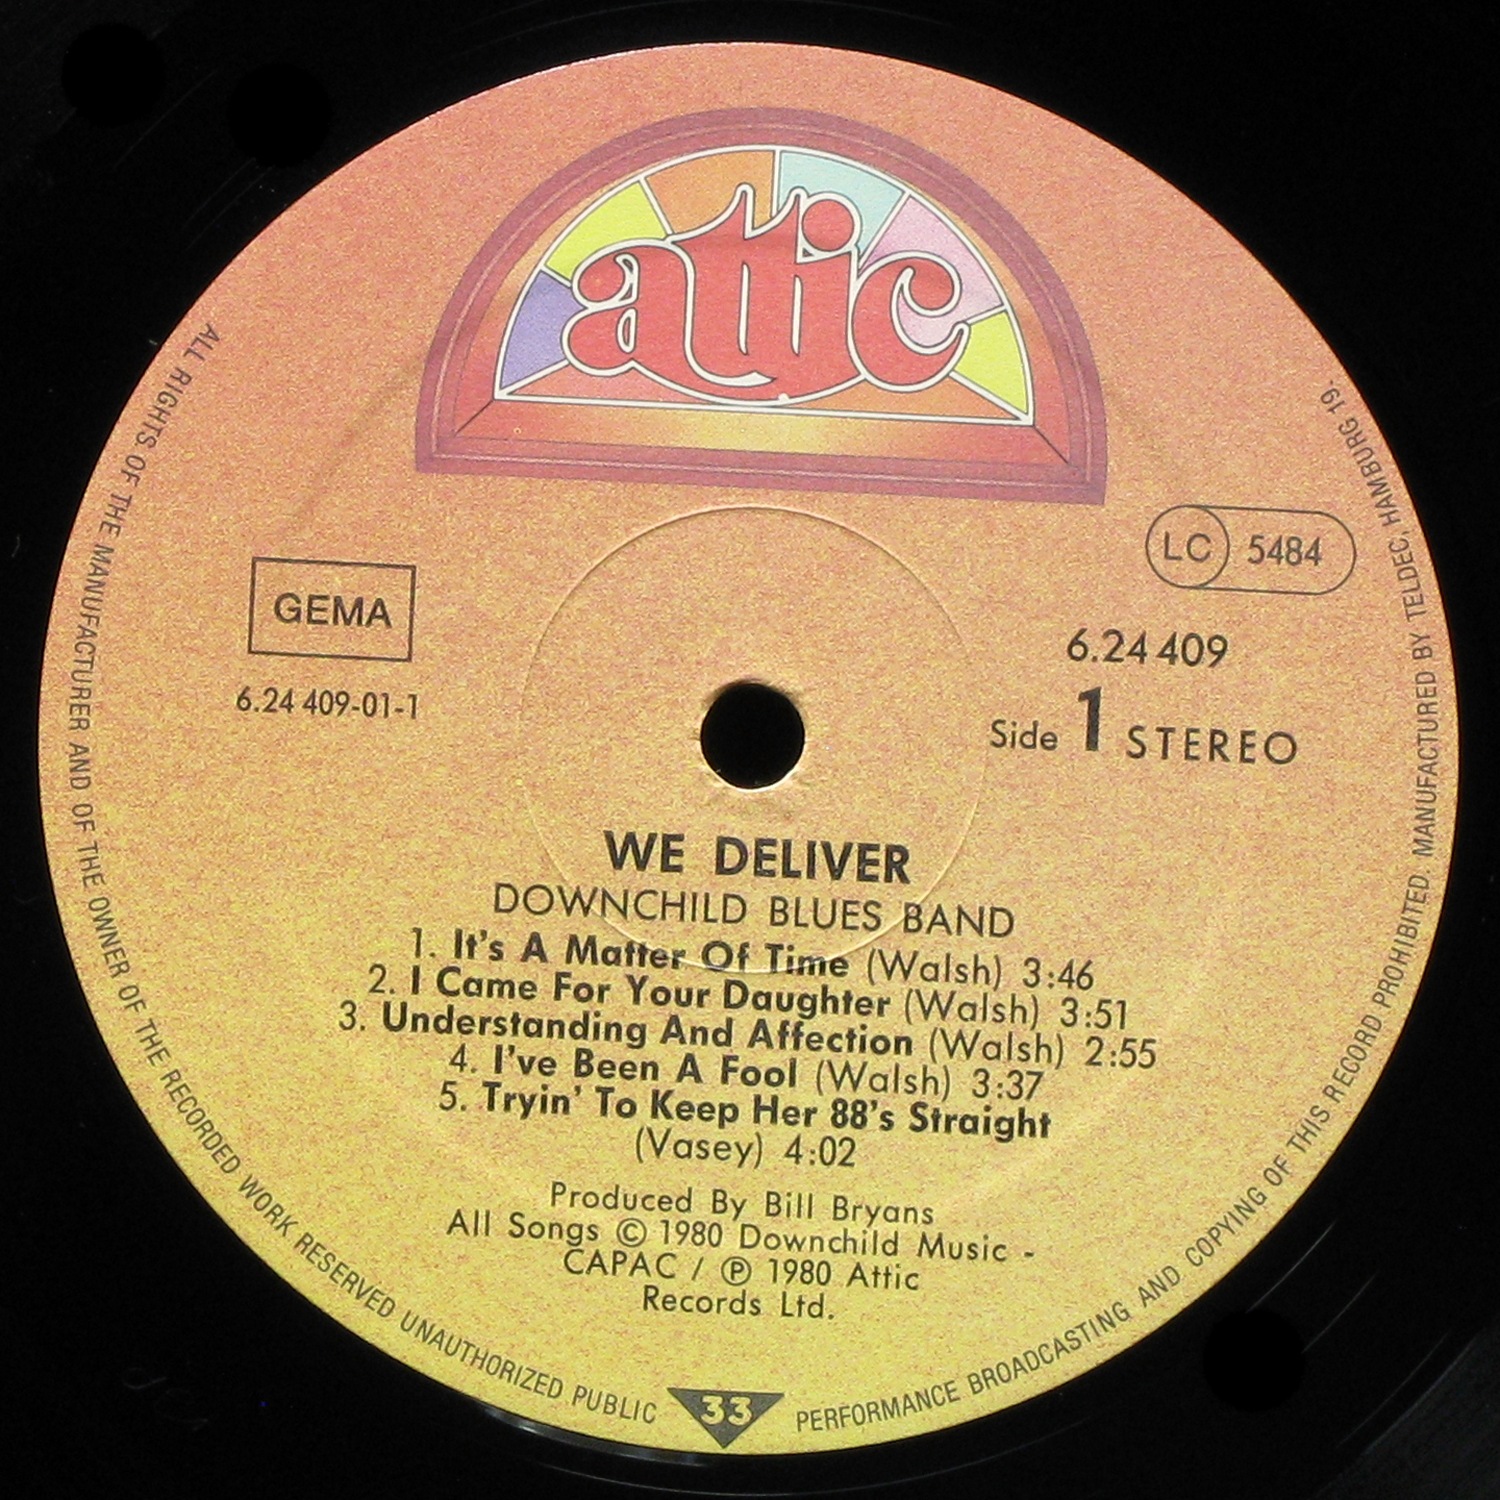 attic
GEMA
6.24 409-01-1
LC 5484
6.24 409
Side 1 STEREO
WE DELIVER
DOWNCHILD BLUES BAND
1. It's A Matter Of Time (Walsh) 3:46
2. I Came For Your Daughter (Walsh) 3:51
3. Understanding And Affection (Walsh) 2:55
4. I've Been A Fool (Walsh) 3:37
5. Tryin' To Keep Her 88's Straight
(Vasey) 4:02
Produced By Bill Bryans
All Songs © 1980 Downchild Music -
CAPAC / ℗ 1980 Attic
Records Ltd.
33
ALL RIGHTS OF THE MANUFACTURER AND OF THE OWNER OF THE RECORDED WORK RESERVED UNAUTHORIZED PUBLIC PERFORMANCE BROADCASTING AND COPYING OF THIS RECORD PROHIBITED. MANUFACTURED BY TELDEC, HAMBURG 19.